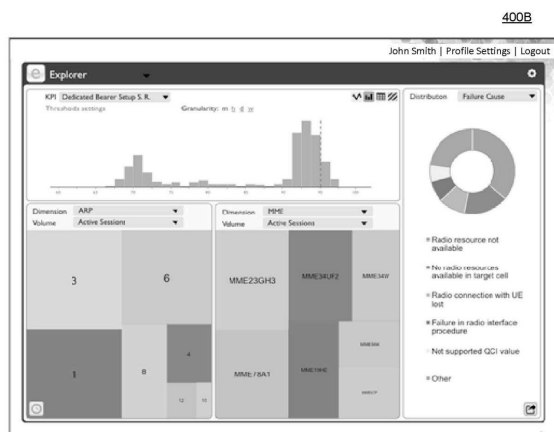 400B
John Smith | Profile Settings | Logout
e Explorer
KPI Dedicated Bearer Setup S. R.
Thresholds settings
Granularity: m h d w
Distribution Failure Cause
Dimension ARP
Volume Active Sessions
Dimension MME
Volume Active Sessions
3
6
1
8
4
12
10
MME23GH3
MME34UF2
MME34W
MME78A1
Radio resource not
available
No radio resources
available in target cell
Radio connection with UE
lost
Failure in radio interface
procedure
Not supported QCI value
Other